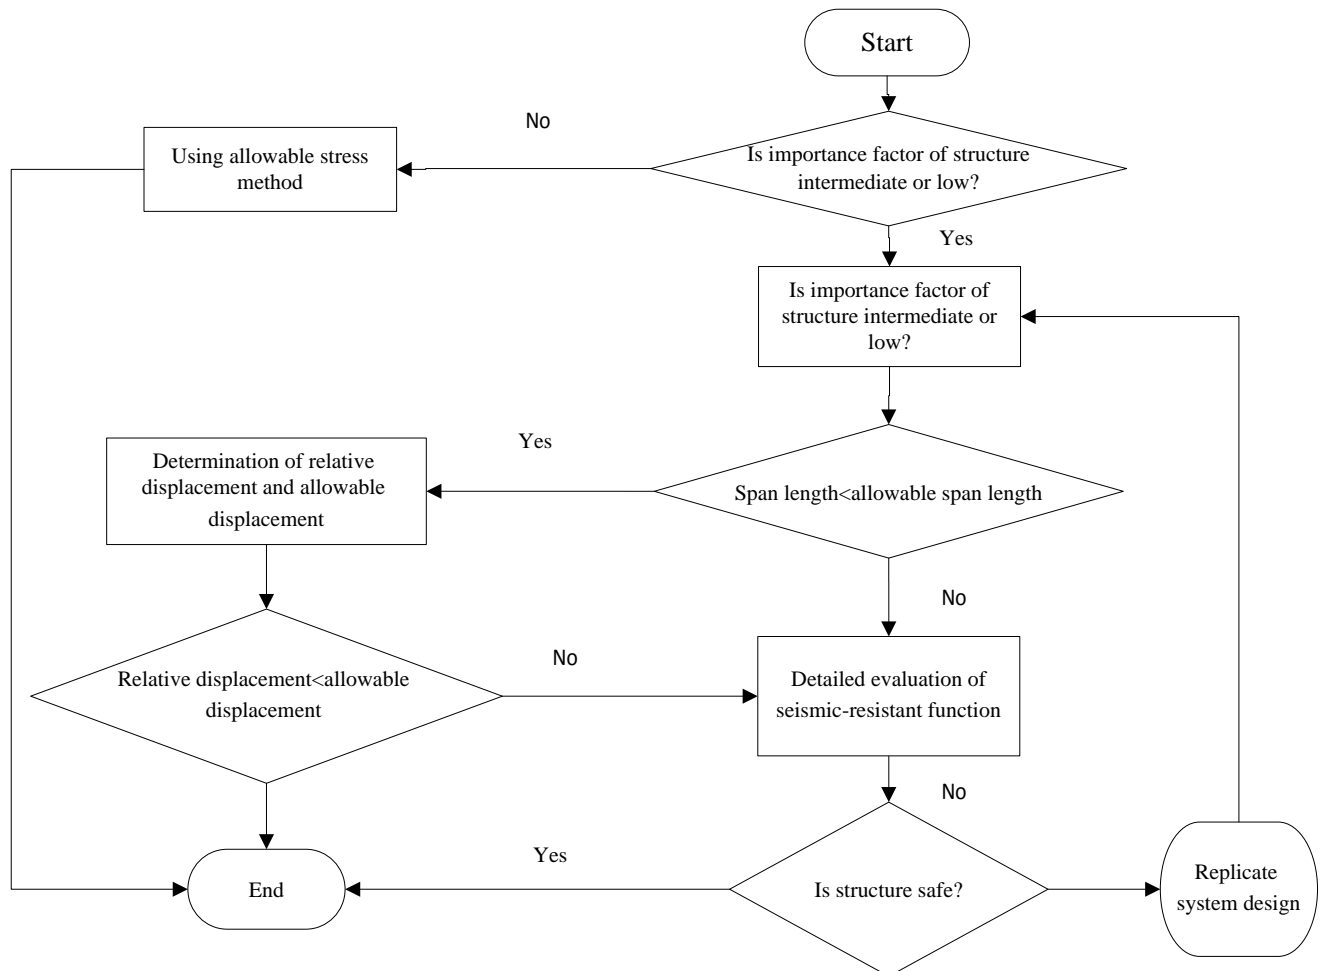 Start
No
Using allowable stress
method
Is importance factor of structure
intermediate or low?
Yes
Is importance factor of
structure intermediate or
low?
Yes
Determination of relative
displacement and allowable
displacement
Span length<allowable span length
No
Relative displacement<allowable
displacement
No
Detailed evaluation of
seismic-resistant function
No
Yes
End
Is structure safe?
Replicate
system design